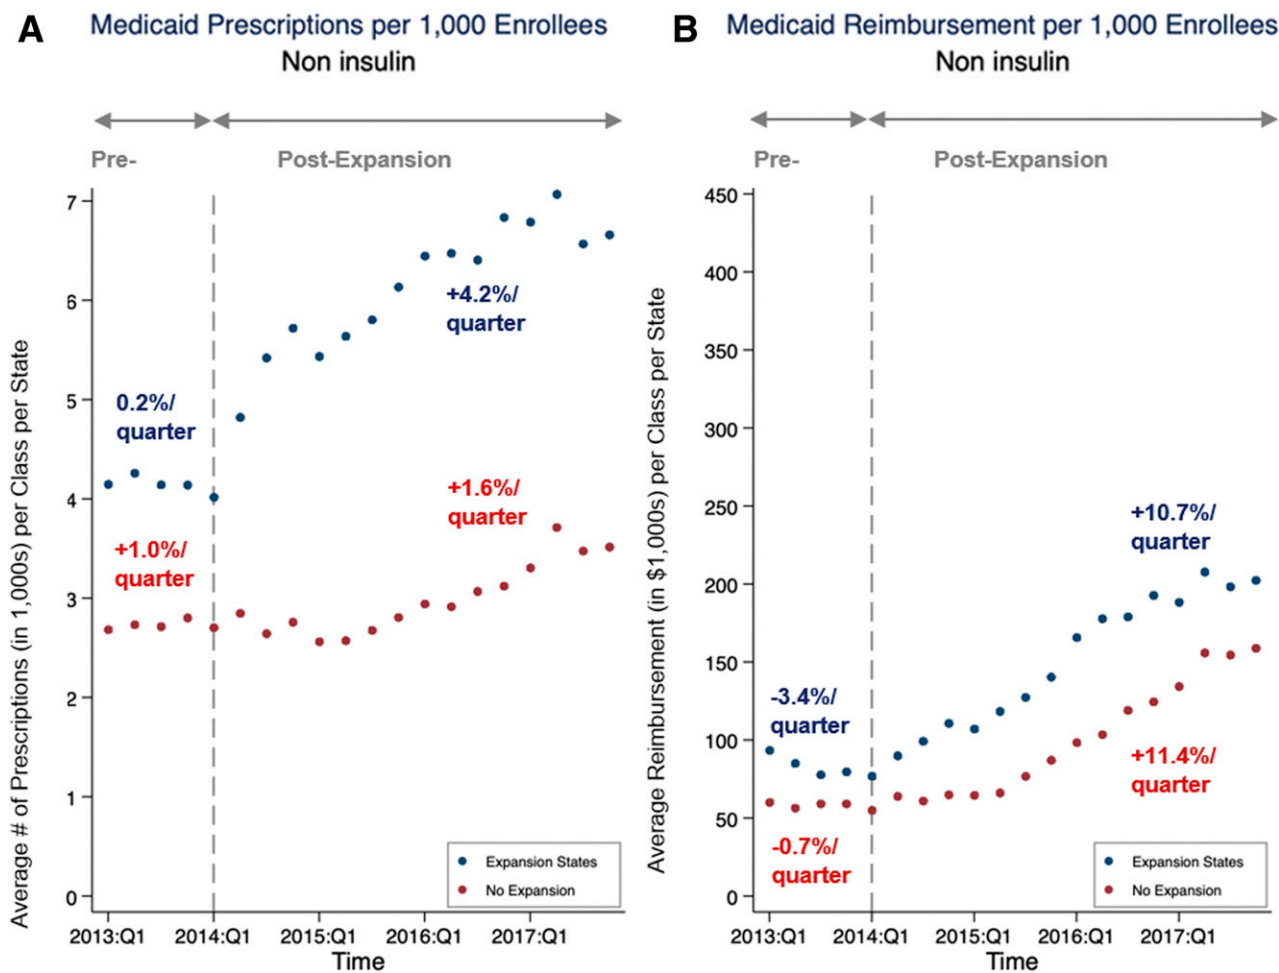 A
Medicaid Prescriptions per 1,000 Enrollees
Non insulin
Pre-
Post-Expansion
Average # of Prescriptions (in 1,000s) per Class per State
7
6
5
4
3
2
1
0
0.2%/
quarter
+1.0%/
quarter
+4.2%/
quarter
+1.6%/
quarter
Expansion States
No Expansion
2013:Q1
2014:Q1
2015:Q1
2016:Q1
2017:Q1
Time
B
Medicaid Reimbursement per 1,000 Enrollees
Non insulin
Pre-
Post-Expansion
Average Reimbursement (in $1,000s) per Class per State
450
400
350
300
250
200
150
100
50
0
-3.4%/
quarter
-0.7%/
quarter
+10.7%/
quarter
+11.4%/
quarter
Expansion States
No Expansion
2013:Q1
2014:Q1
2015:Q1
2016:Q1
2017:Q1
Time